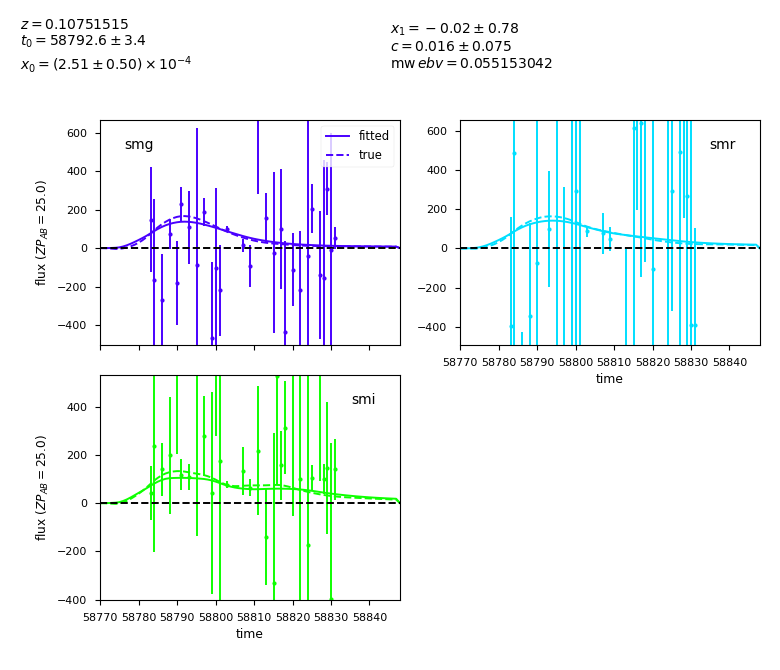 z = 0.10751515
t₀ = 58792.6 ± 3.4
x₀ = (2.51 ± 0.50) × 10⁻⁴
x₁ = −0.02 ± 0.78
c = 0.016 ± 0.075
mw ebv = 0.055153042
smg
fitted
true
600
400
200
0
−200
−400
flux (ZP_AB = 25.0)
smr
600
400
200
0
−200
−400
58770 58780 58790 58800 58810 58820 58830 58840
time
smi
400
200
0
−200
−400
flux (ZP_AB = 25.0)
58770 58780 58790 58800 58810 58820 58830 58840
time